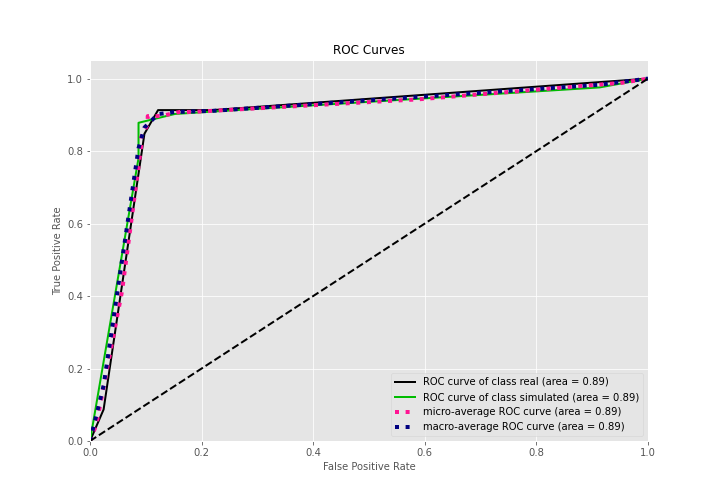 ROC Curves
True Positive Rate
1.0
0.8
0.6
0.4
0.2
0.0
0.0 0.2 0.4 0.6 0.8 1.0
False Positive Rate
ROC curve of class real (area = 0.89)
ROC curve of class simulated (area = 0.89)
micro-average ROC curve (area = 0.89)
macro-average ROC curve (area = 0.89)